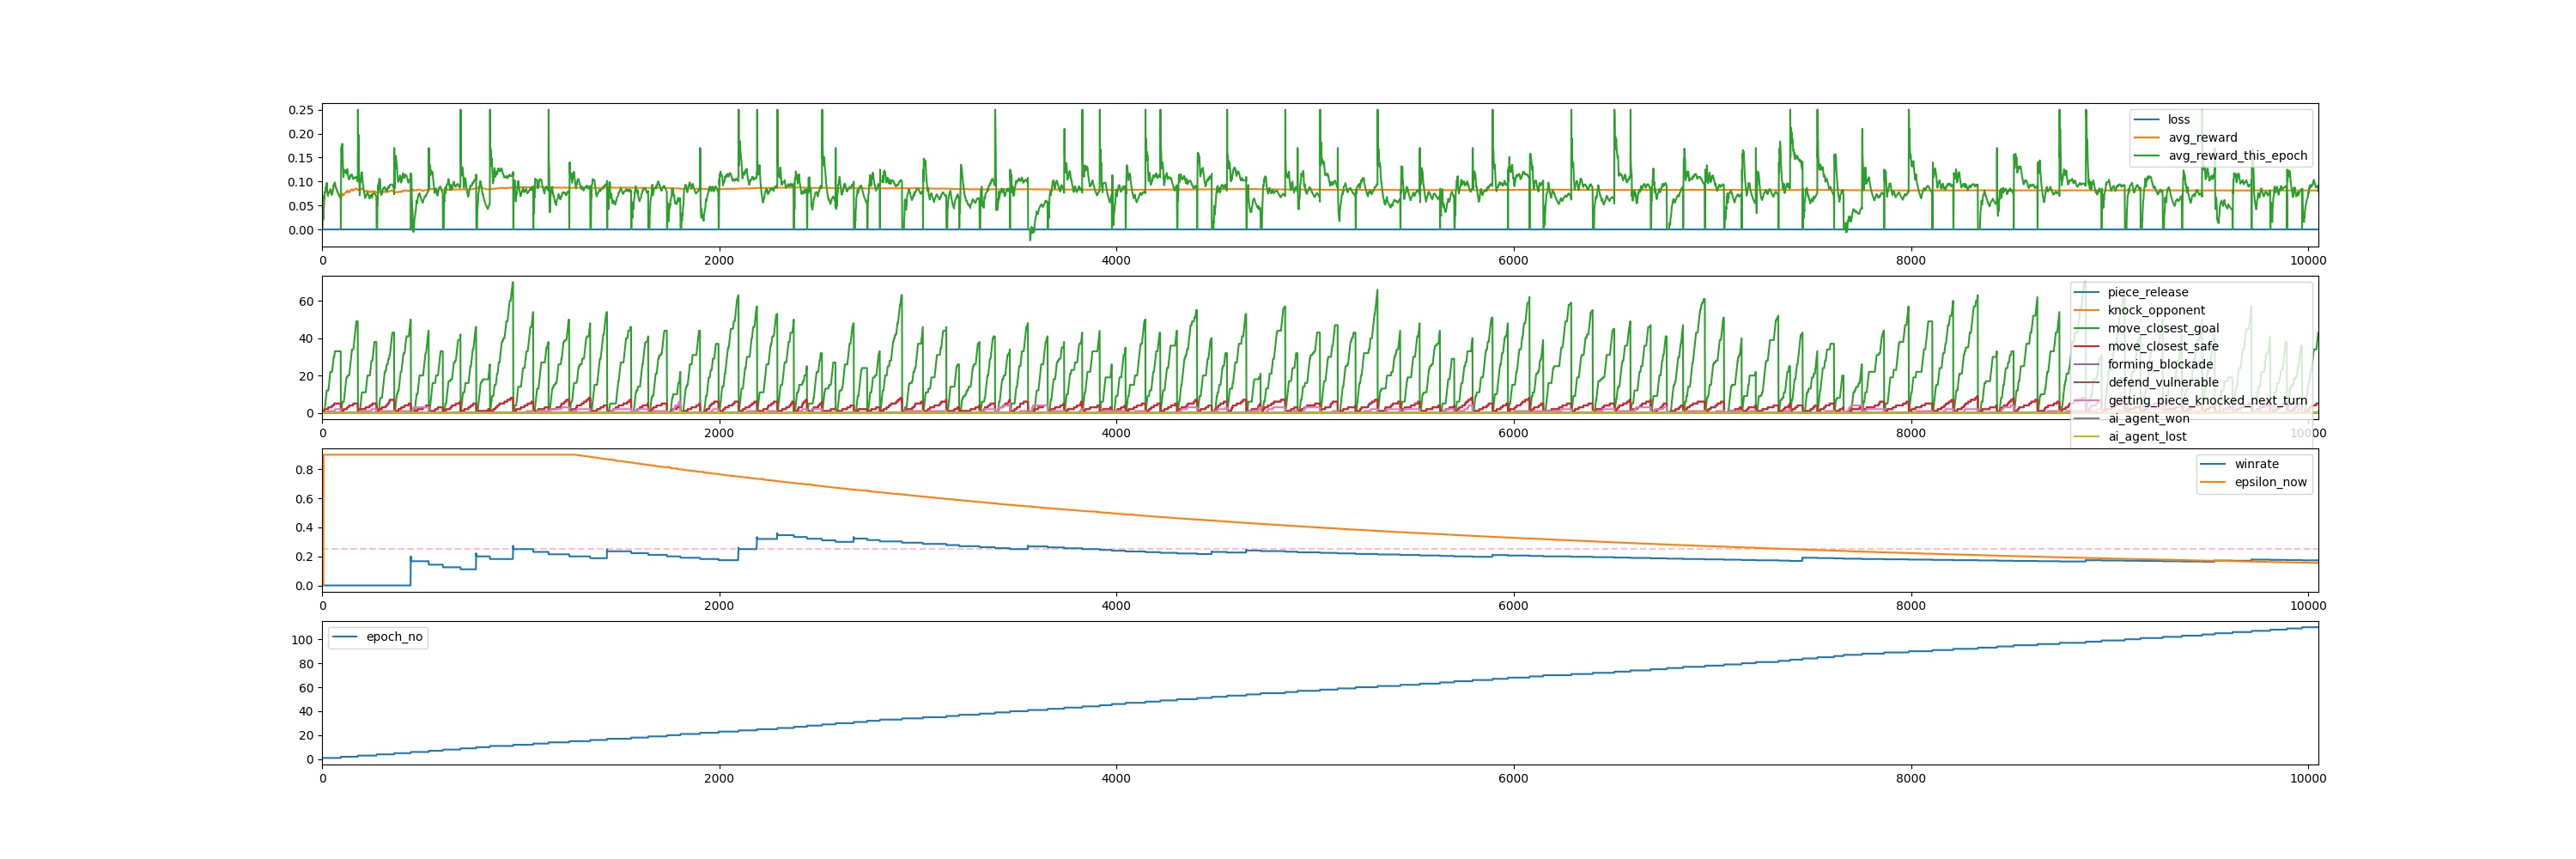 0.25
0.20
0.15
0.10
0.05
0.00
loss
avg_reward
avg_reward_this_epoch
0 2000 4000 6000 8000 10000
60
40
20
0
piece_release
knock_opponent
move_closest_goal
move_closest_safe
forming_blockade
defend_vulnerable
getting_piece_knocked_next_turn
ai_agent_won
ai_agent_lost
0 2000 4000 6000 8000 10000
0.8
0.6
0.4
0.2
0.0
winrate
epsilon_now
0 2000 4000 6000 8000 10000
100
80
60
40
20
0
epoch_no
0 2000 4000 6000 8000 10000